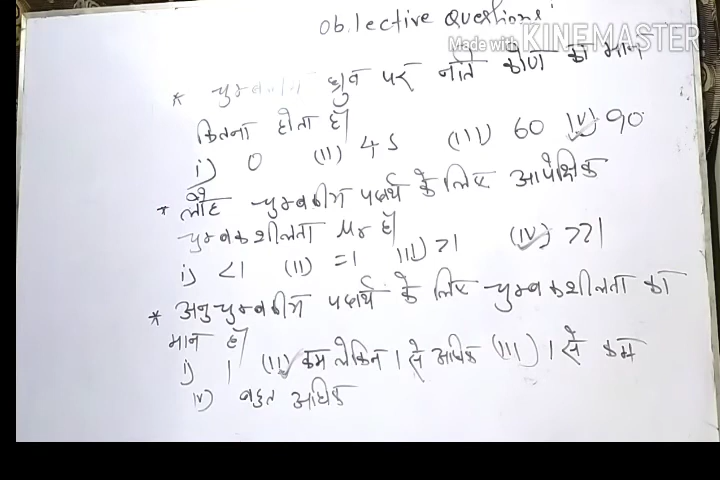 Ob.lective Questions'
Made with KINEMASTER
* चुम्बकीय ध्रुव पर नति कोण का मान
कितना होता है
i) 0 (II) 45 (III) 60 (IV) 90
* लौह चुम्बकीय पदार्थ के लिए आपेक्षिक
चुम्बकशीलता μr है
i) <1 (II) =1 III) >1 (IV) >>1
* अनुचुम्बकीय पदार्थ के लिए चुम्बकशीलता का
मान है
i) 1 (II) कम लेकिन 1 से अधिक (III) 1 से कम
IV) बहुत अधिक